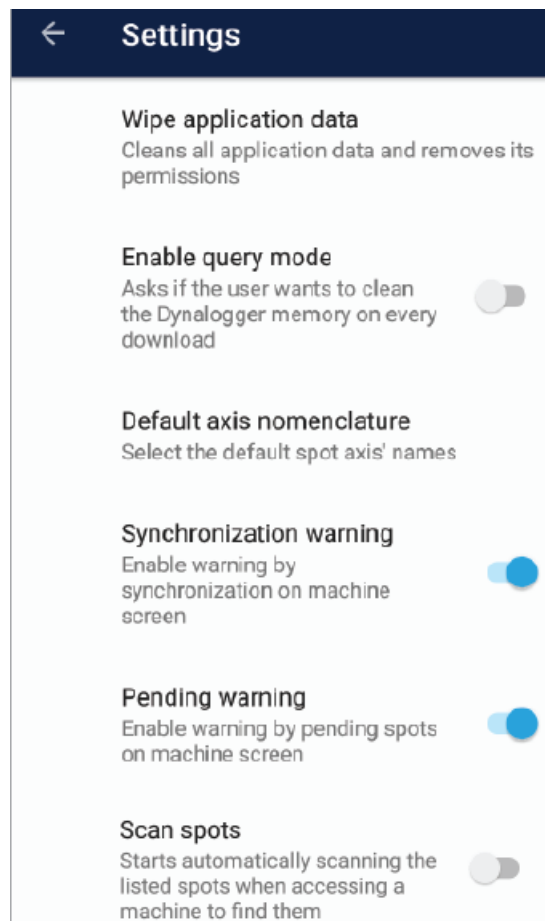 Settings
Wipe application data
Cleans all application data and removes its
permissions
Enable query mode
Asks if the user wants to clean
the Dynalogger memory on every
download
Default axis nomenclature
Select the default spot axis' names
Synchronization warning
Enable warning by
synchronization on machine
screen
Pending warning
Enable warning by pending spots
on machine screen
Scan spots
Starts automatically scanning the
listed spots when accessing a
machine to find them